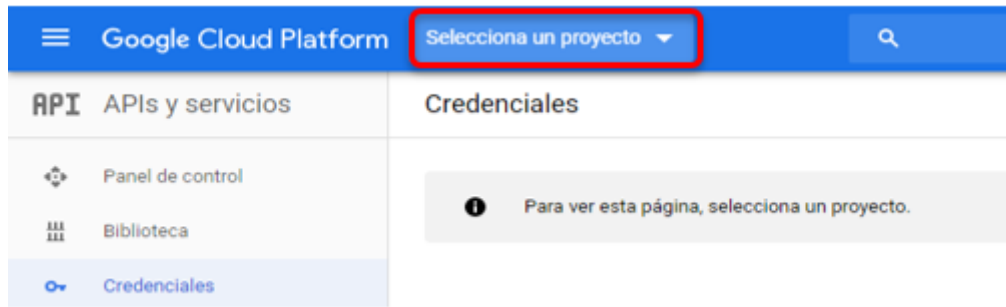 Google Cloud Platform
Selecciona un proyecto
API
APIs y servicios
Credenciales
Panel de control
Para ver esta página, selecciona un proyecto.
Biblioteca
Credenciales